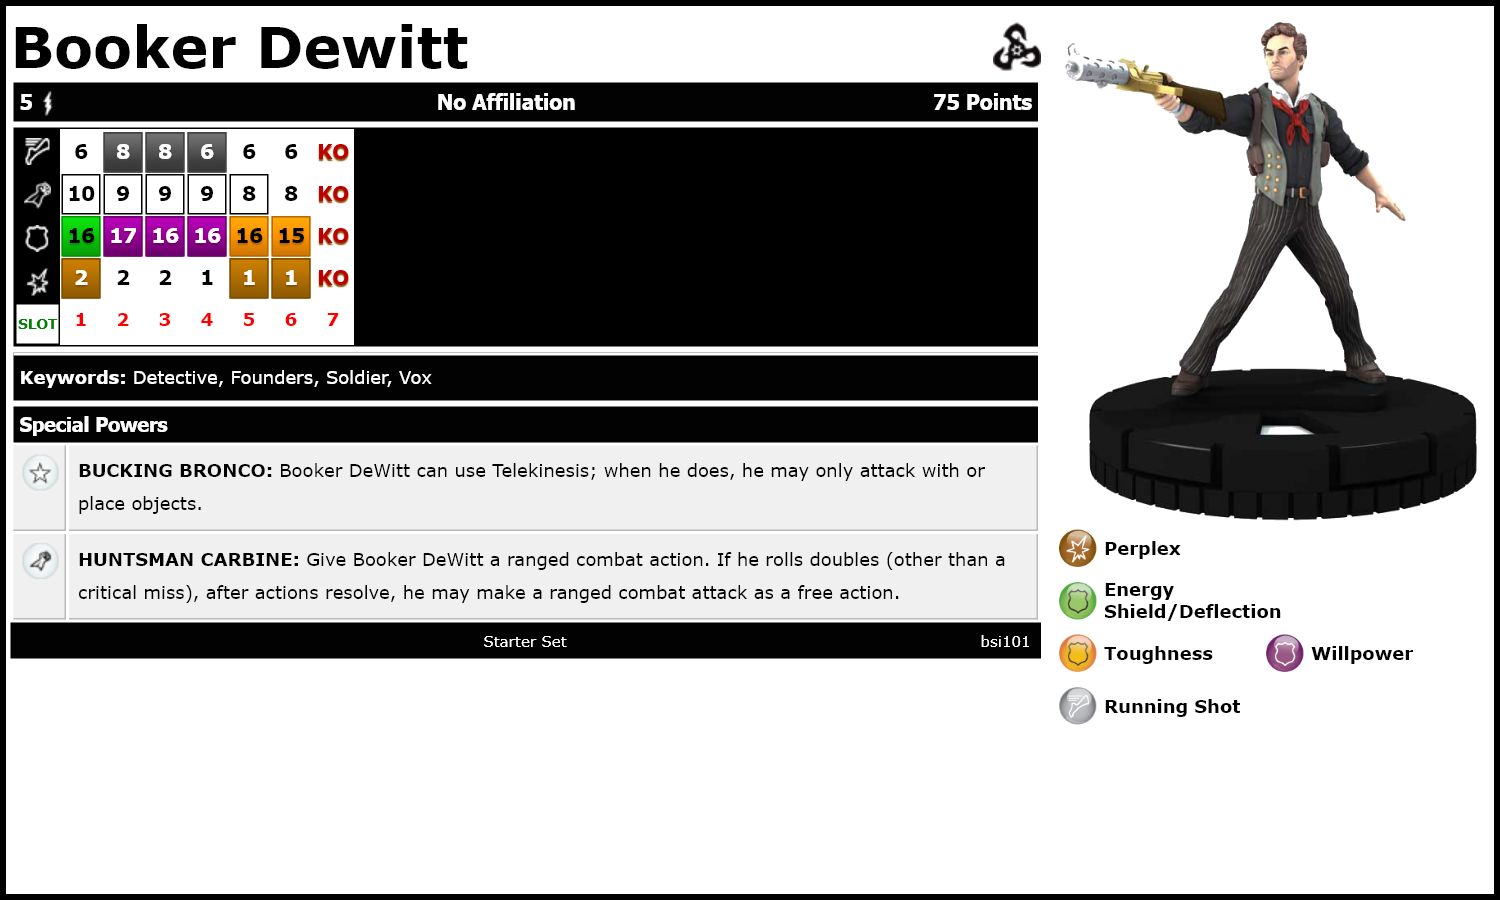 Booker Dewitt
5 No Affiliation 75 Points
6 8 8 6 6 6 KO
10 9 9 9 8 8 KO
16 17 16 16 16 15 KO
2 2 2 1 1 1 KO
SLOT 1 2 3 4 5 6 7
Keywords: Detective, Founders, Soldier, Vox
Special Powers
BUCKING BRONCO: Booker DeWitt can use Telekinesis; when he does, he may only attack with or
place objects.
HUNTSMAN CARBINE: Give Booker DeWitt a ranged combat action. If he rolls doubles (other than a
critical miss), after actions resolve, he may make a ranged combat attack as a free action.
Starter Set bsi101
Perplex
Energy
Shield/Deflection
Toughness Willpower
Running Shot